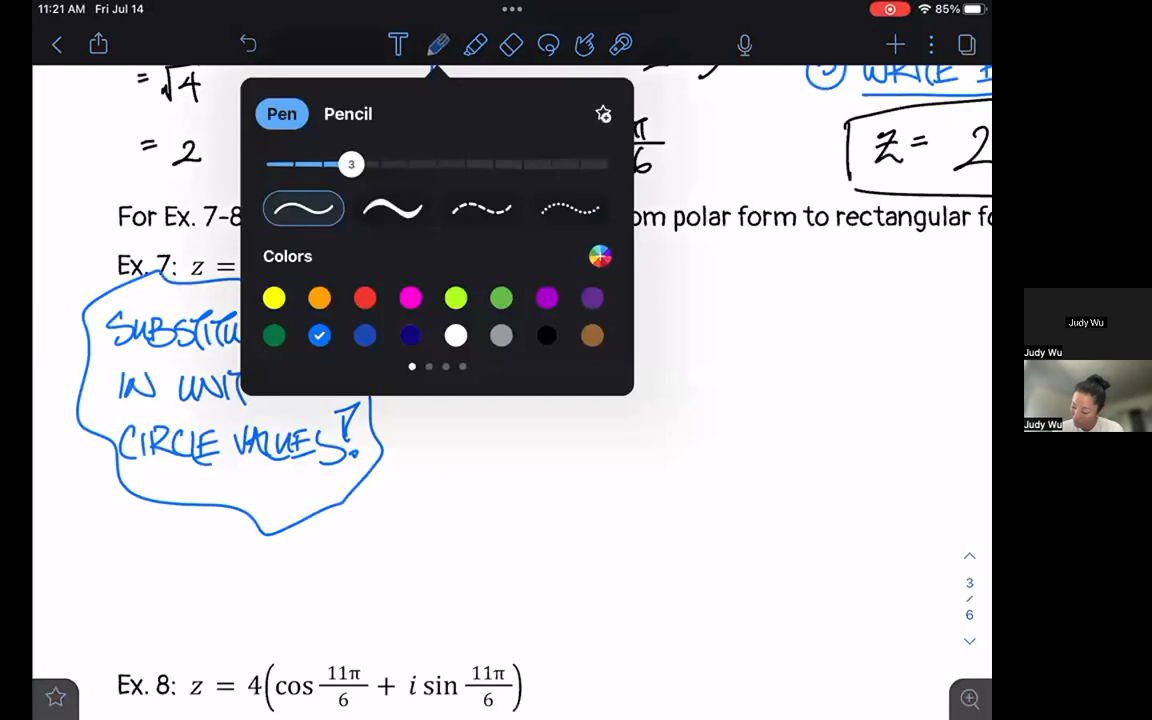 11:21 AM Fri Jul 14
85%
= √4
= 2
π
6
WRITE
z = 2
Pen
Pencil
3
For Ex. 7-8
om polar form to rectangular fo
Ex. 7: z =
Colors
SUBSTITU
IN UNIT
CIRCLE VALUES!
Judy Wu
Judy Wu
Judy Wu
3
/
6
Ex. 8: z = 4(cos 11π/6 + i sin 11π/6)